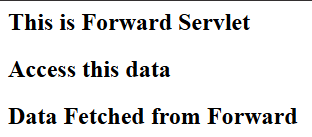 This is Forward Servlet
Access this data
Data Fetched from Forward